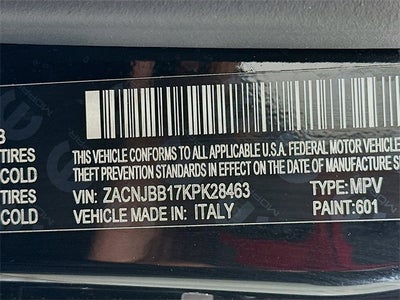 THIS VEHICLE CONFORMS TO ALL APPLICABLE U.S.A. FEDERAL MOTOR VEHICLE
TIRES THEFT PREVENTION STANDARDS IN EFFECT ON THE DATE OF MANUFACTURE
COLD VIN: ZACNJBB17KPK28463 TYPE: MPV
TIRES VEHICLE MADE IN: ITALY PAINT: 601
COLD